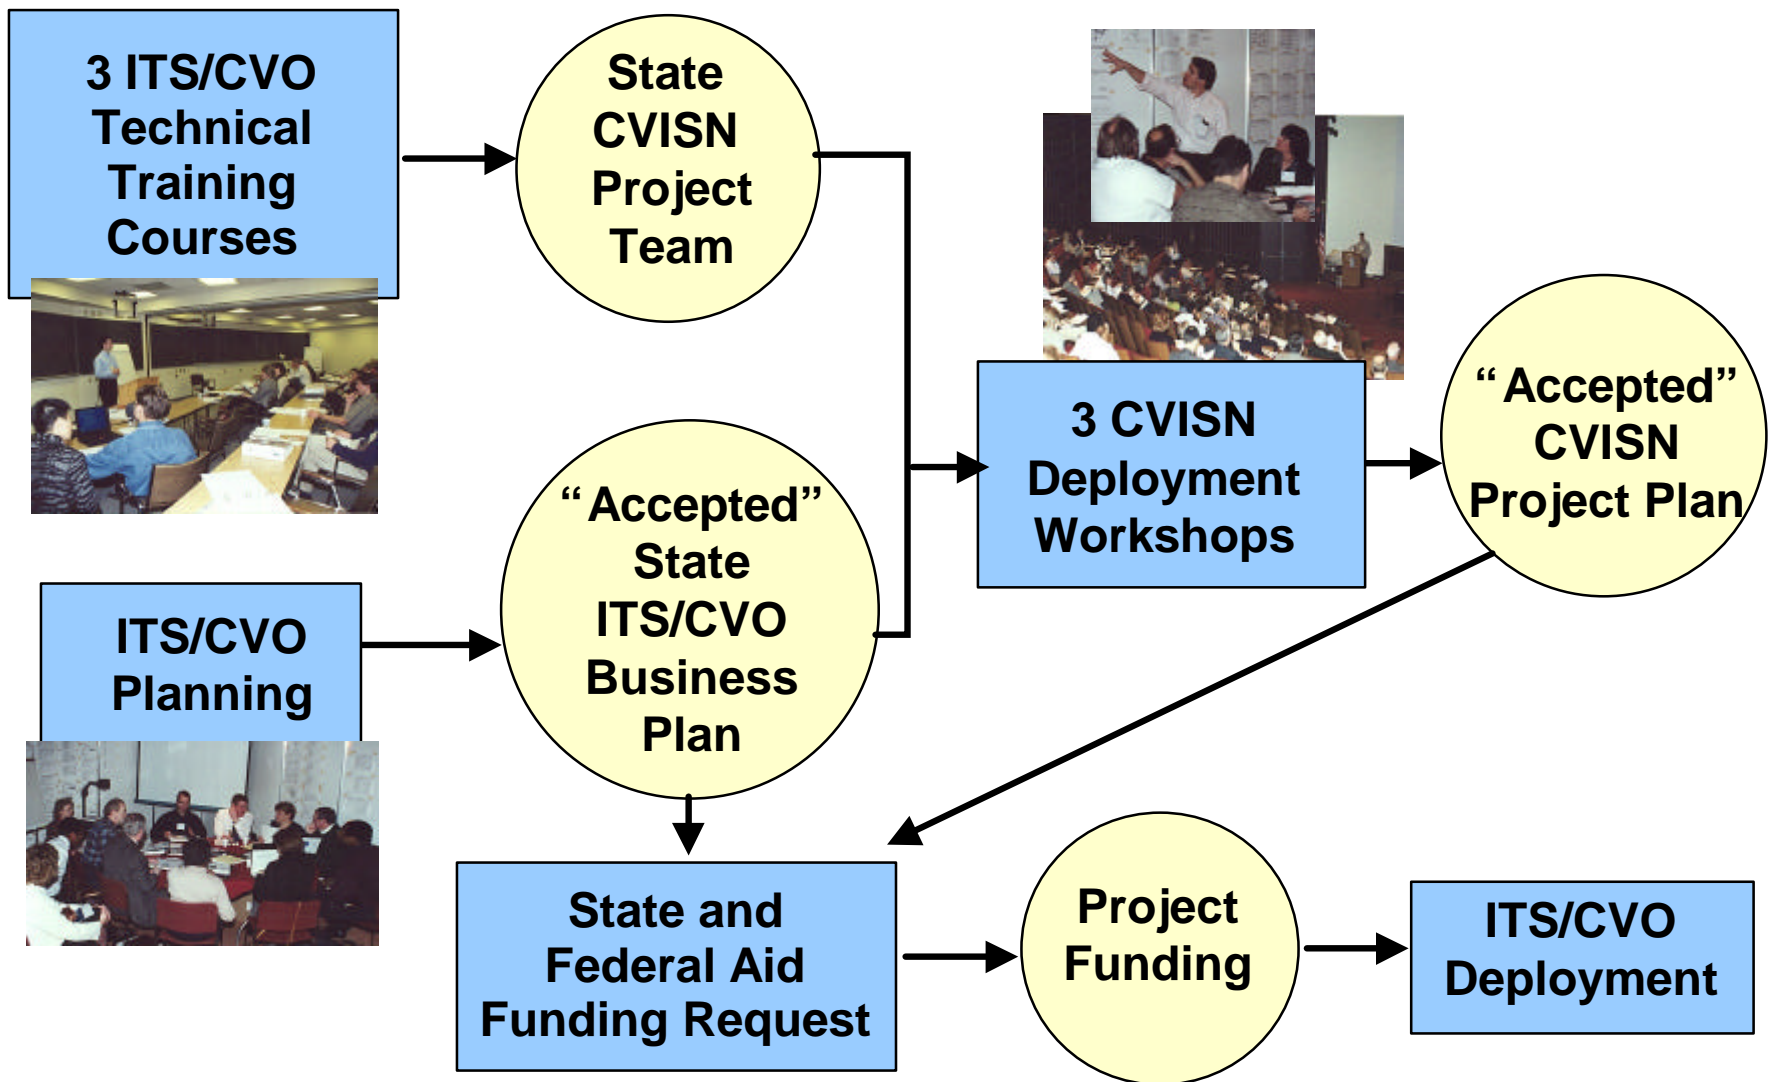 3 ITS/CVO
Technical
Training
Courses
State
CVISN
Project
Team
“Accepted”
State
ITS/CVO
Business
Plan
ITS/CVO
Planning
3 CVISN
Deployment
Workshops
“Accepted”
CVISN
Project Plan
State and
Federal Aid
Funding Request
Project
Funding
ITS/CVO
Deployment